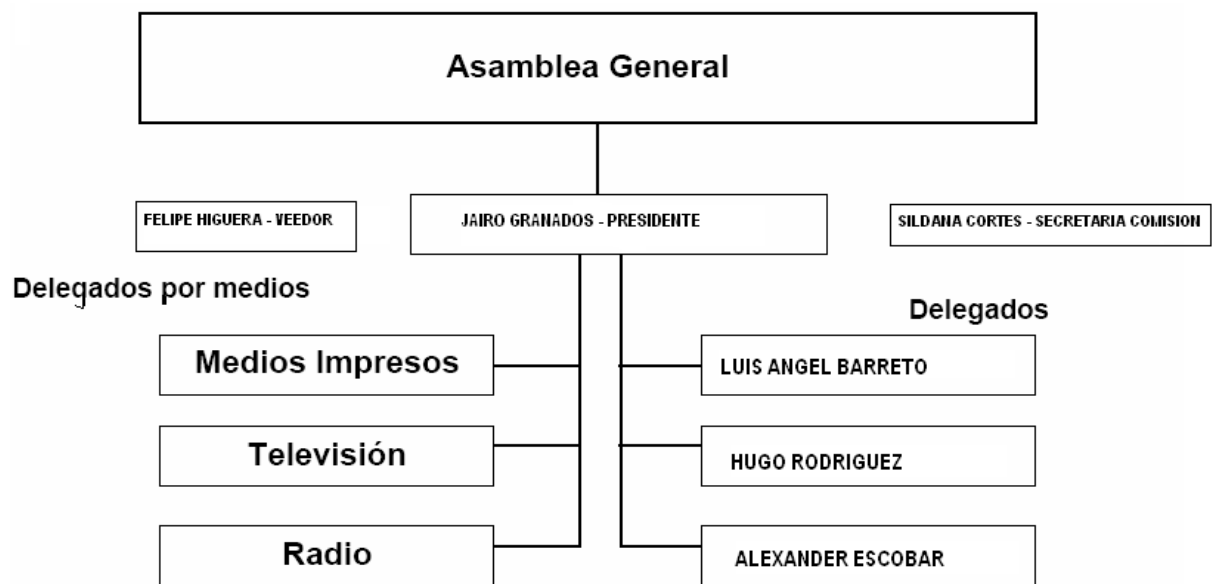 Asamblea General
FELIPE HIGUERA - VEEDOR
JAIRO GRANADOS - PRESIDENTE
SILDANA CORTES - SECRETARIA COMISION
Delegados por medios
Delegados
Medios Impresos
LUIS ANGEL BARRETO
Televisión
HUGO RODRIGUEZ
Radio
ALEXANDER ESCOBAR